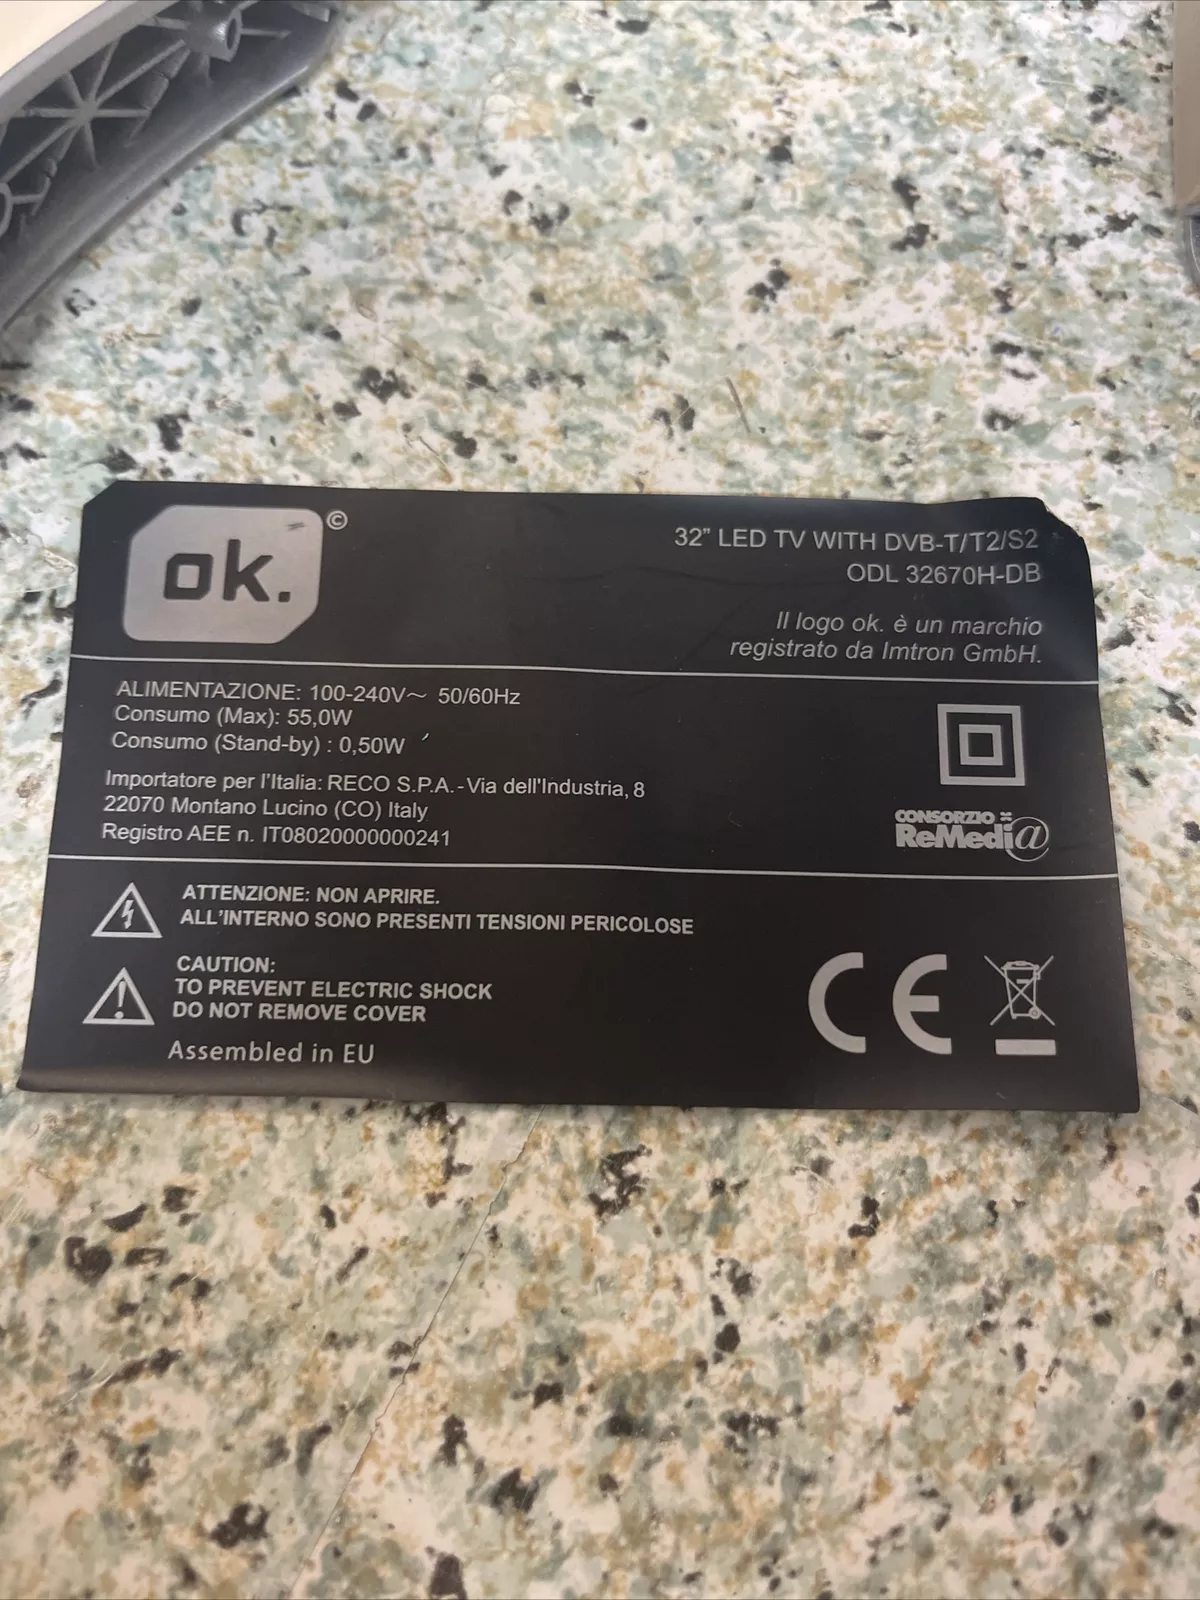 ok.©
32" LED TV WITH DVB-T/T2/S2
ODL 32670H-DB
Il logo ok. è un marchio
registrato da Imtron GmbH.
ALIMENTAZIONE: 100-240V~ 50/60Hz
Consumo (Max): 55,0W
Consumo (Stand-by) : 0,50W
Importatore per l'Italia: RECO S.P.A.-Via dell'Industria, 8
22070 Montano Lucino (CO) Italy
Registro AEE n. IT08020000000241
CONSORZIO
ReMedi@
ATTENZIONE: NON APRIRE.
ALL'INTERNO SONO PRESENTI TENSIONI PERICOLOSE
CAUTION:
TO PREVENT ELECTRIC SHOCK
DO NOT REMOVE COVER
Assembled in EU
CE